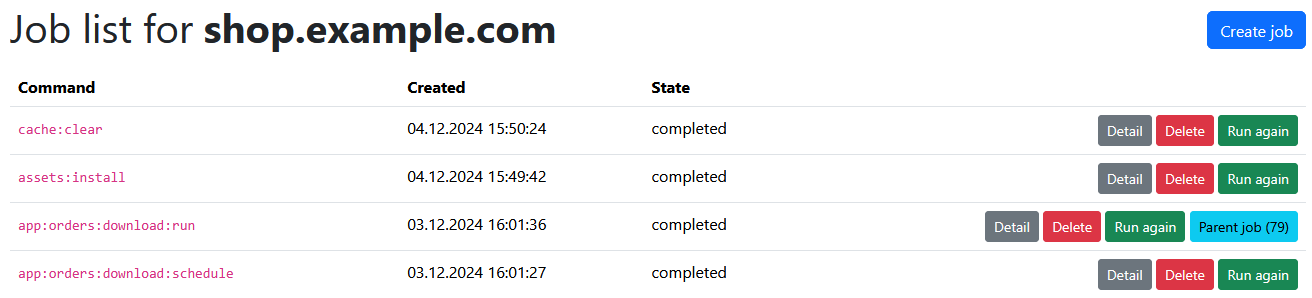 Job list for shop.example.com Create job
Command Created State
cache:clear 04.12.2024 15:50:24 completed Detail Delete Run again
assets:install 04.12.2024 15:49:42 completed Detail Delete Run again
app:orders:download:run 03.12.2024 16:01:36 completed Detail Delete Run again Parent job (79)
app:orders:download:schedule 03.12.2024 16:01:27 completed Detail Delete Run again